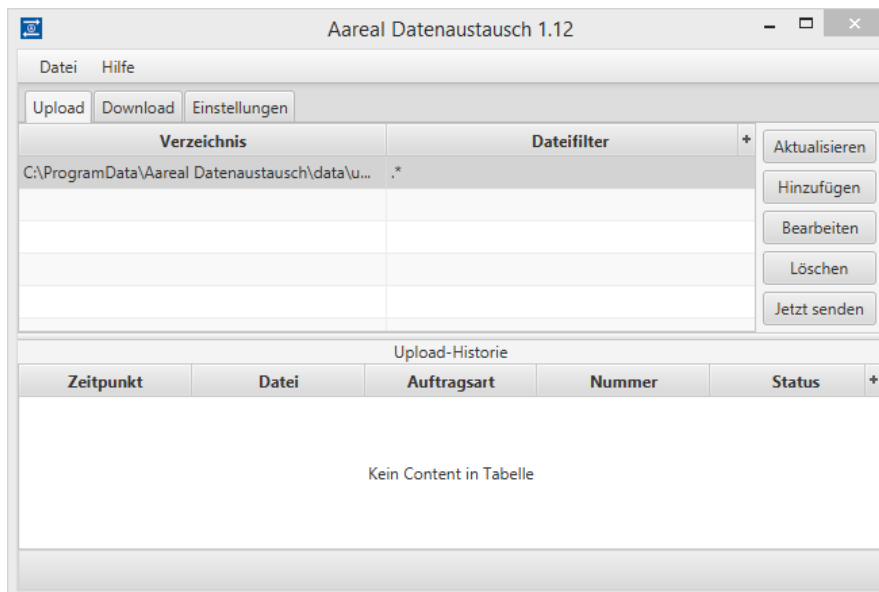 Aareal Datenaustausch 1.12
Datei Hilfe
Upload Download Einstellungen
Verzeichnis Dateifilter +
C:\ProgramData\Aareal Datenaustausch\data\u... .*
Aktualisieren
Hinzufügen
Bearbeiten
Löschen
Jetzt senden
Upload-Historie
Zeitpunkt Datei Auftragsart Nummer Status +
Kein Content in Tabelle